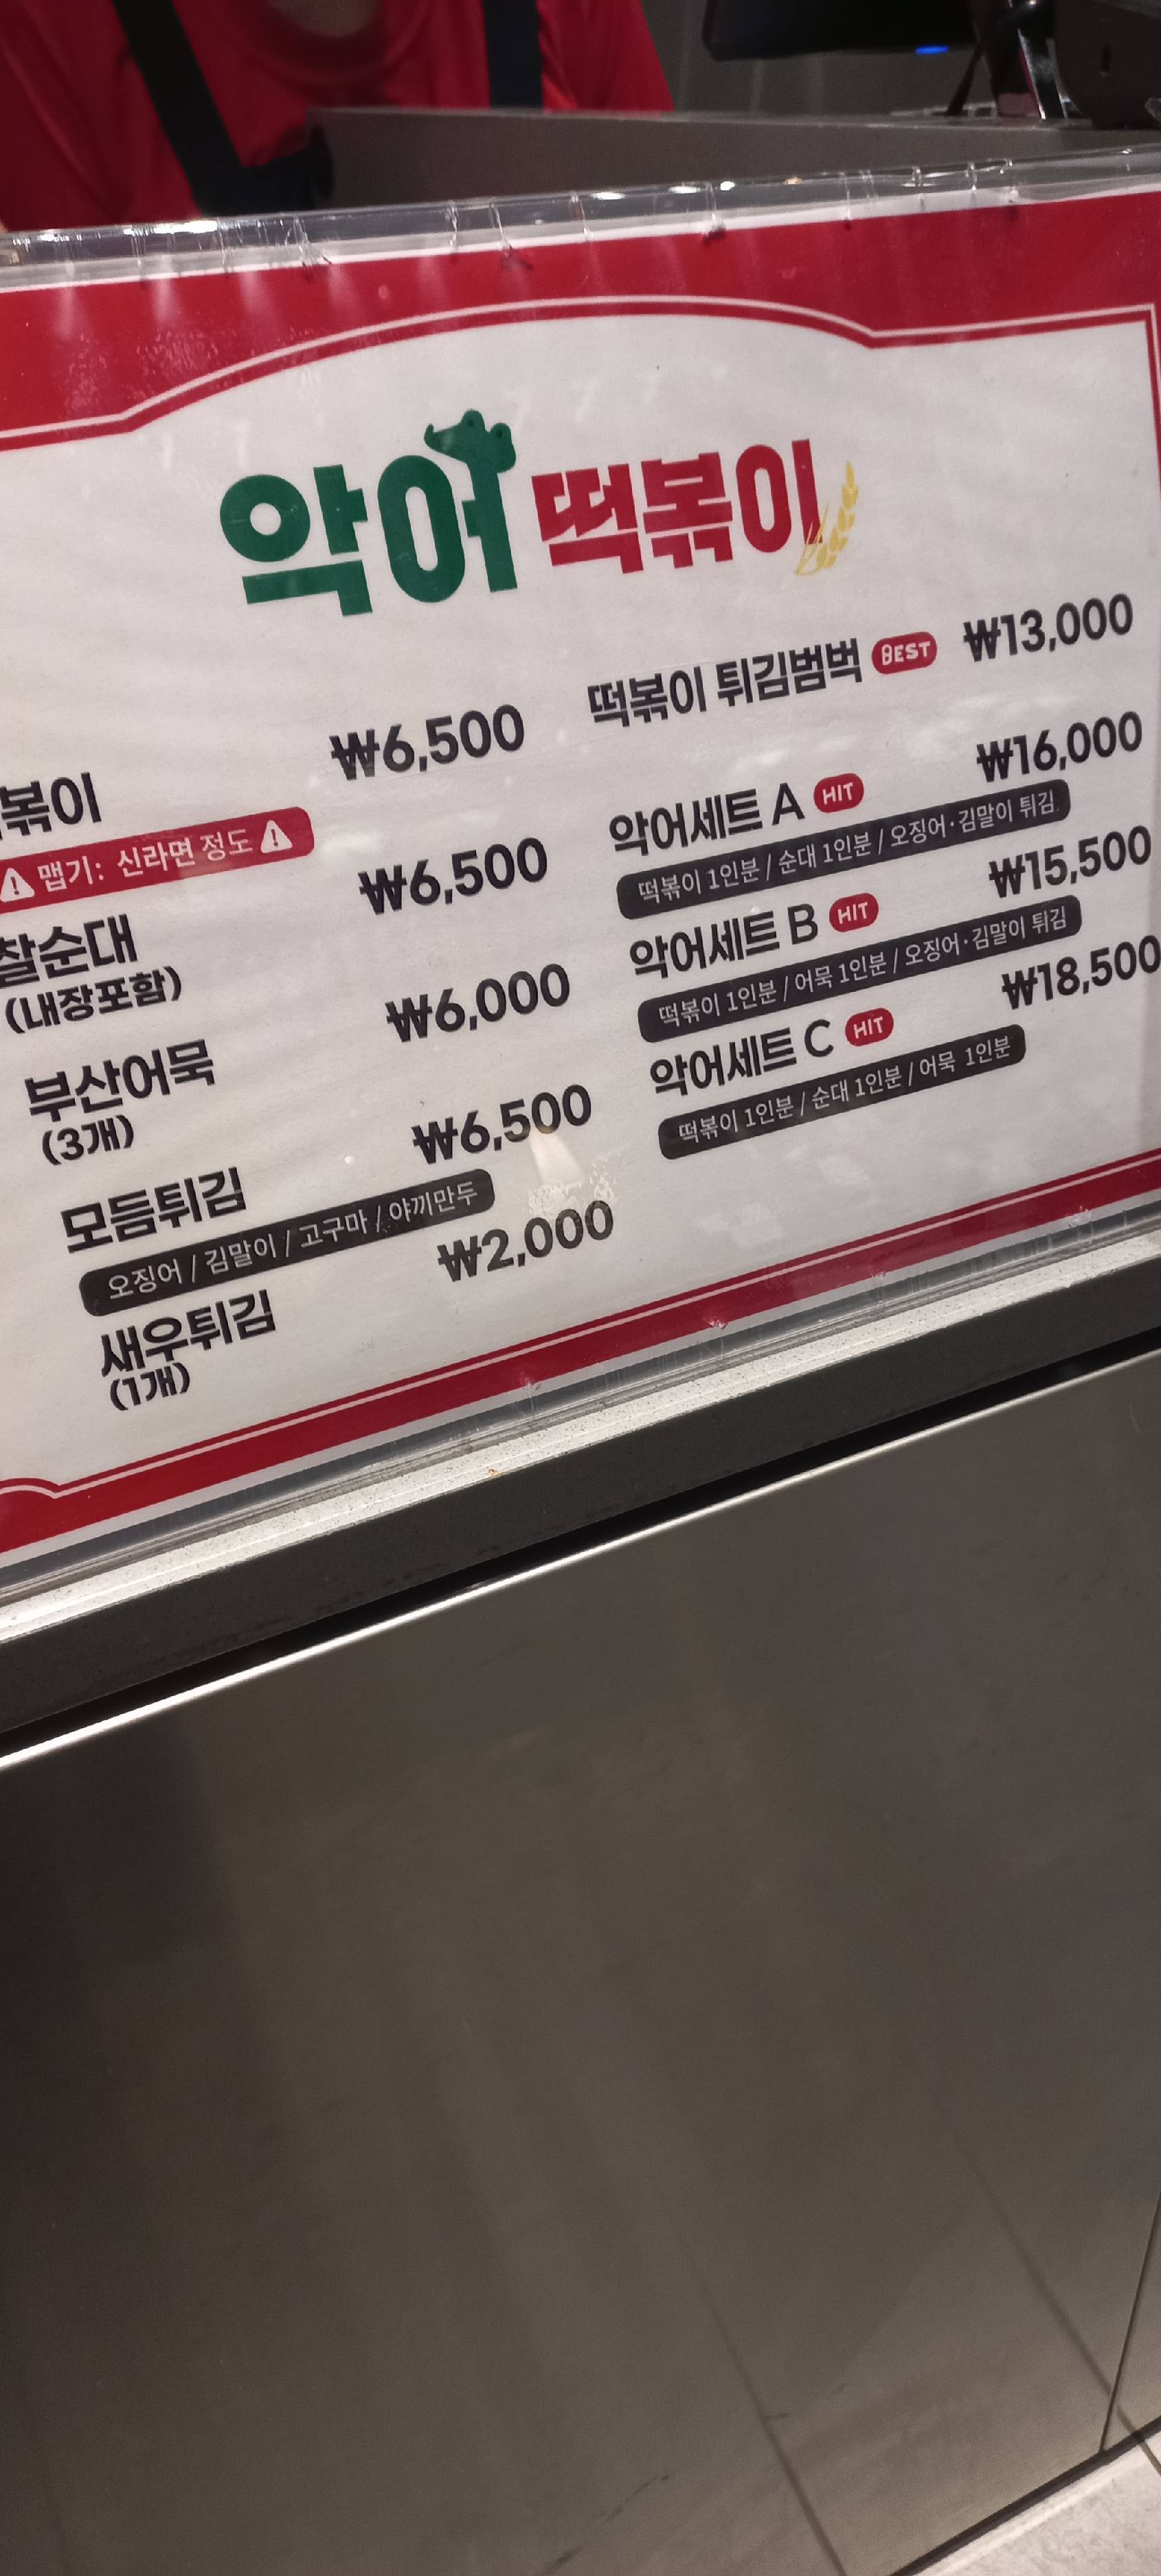 악어 떡볶이
볶이 ₩6,500
맵기: 신라면 정도
찰순대 ₩6,500
(내장포함)
부산어묵 ₩6,000
(3개)
모듬튀김 ₩6,500
오징어 / 김말이 / 고구마 / 야끼만두
새우튀김 ₩2,000
(1개)
떡볶이 튀김범벅 BEST ₩13,000
악어세트 A HIT ₩16,000
떡볶이 1인분 / 순대 1인분 / 오징어·김말이 튀김
악어세트 B HIT ₩15,500
떡볶이 1인분 / 어묵 1인분 / 오징어·김말이 튀김
악어세트 C HIT ₩18,500
떡볶이 1인분 / 순대 1인분 / 어묵 1인분